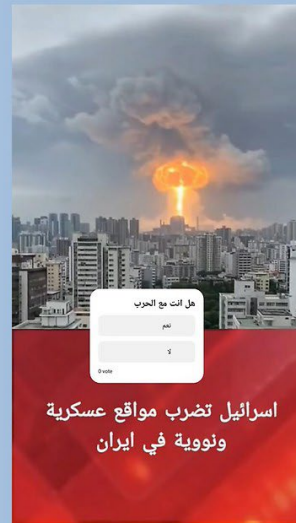 هل انت مع الحرب
نعم
لا
0 vote
اسرائيل تضرب مواقع عسكرية
ونووية في ايران